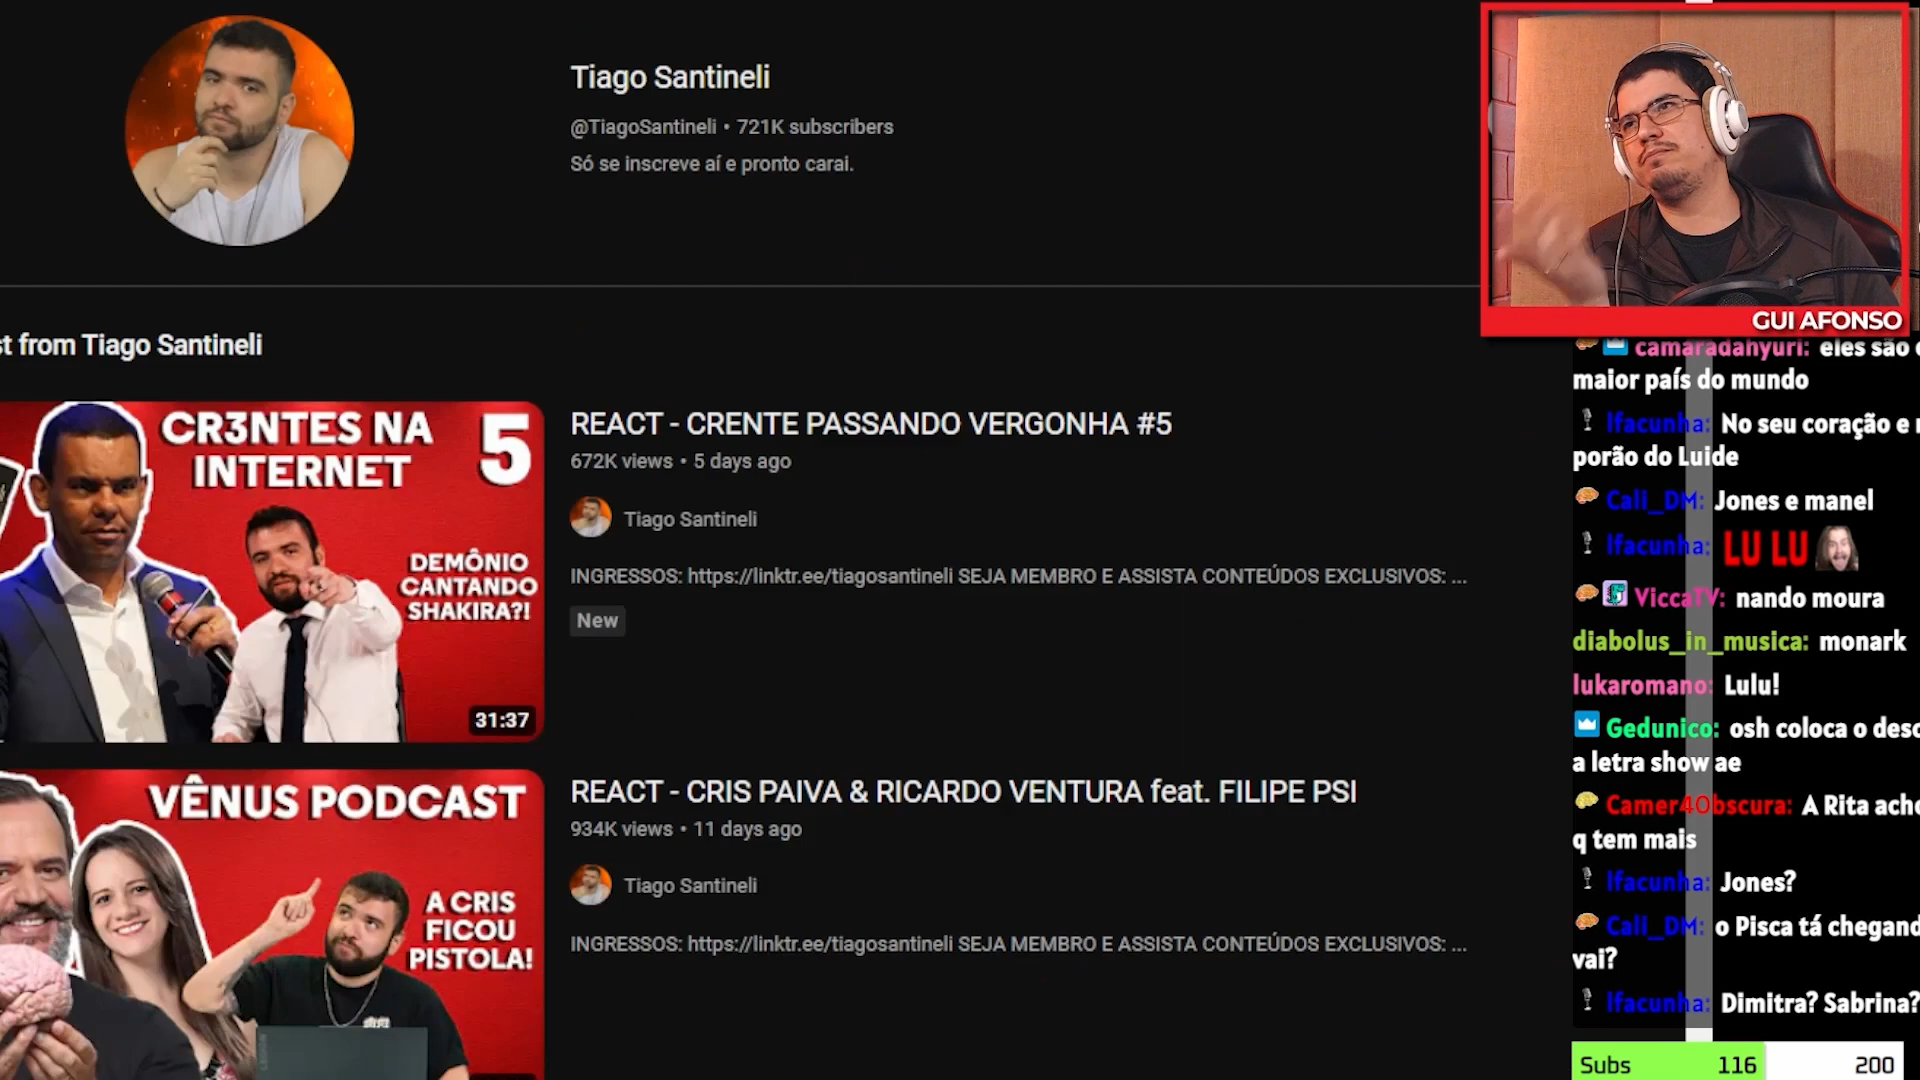 Tiago Santineli
@TiagoSantineli • 721K subscribers
Só se inscreve aí e pronto carai.
st from Tiago Santineli
CR3NTES NA
INTERNET
5
DEMÔNIO
CANTANDO
SHAKIRA?!
31:37
REACT - CRENTE PASSANDO VERGONHA #5
672K views • 5 days ago
Tiago Santineli
INGRESSOS: https://linktr.ee/tiagosantineli SEJA MEMBRO E ASSISTA CONTEÚDOS EXCLUSIVOS: ...
New
VÊNUS PODCAST
A CRIS
FICOU
PISTOLA!
REACT - CRIS PAIVA & RICARDO VENTURA feat. FILIPE PSI
934K views • 11 days ago
Tiago Santineli
INGRESSOS: https://linktr.ee/tiagosantineli SEJA MEMBRO E ASSISTA CONTEÚDOS EXCLUSIVOS: ...
GUI AFONSO
camaradahyuri: eles são
maior país do mundo
lfacunha: No seu coração e
porão do Luide
Cali_DM: Jones e manel
lfacunha: LU LU
ViccaTV: nando moura
diabolus_in_musica: monark
lukaromano: Lulu!
Gedunico: osh coloca o desc
a letra show ae
Camer4Obscura: A Rita acho
q tem mais
lfacunha: Jones?
Cali_DM: o Pisca tá chegand
vai?
lfacunha: Dimitra? Sabrina?
Subs 116 200